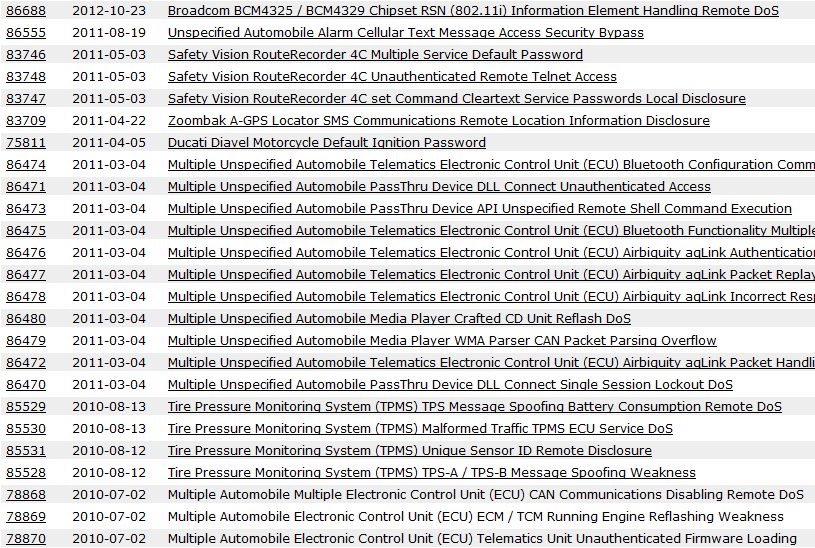 86688 2012-10-23 Broadcom BCM4325 / BCM4329 Chipset RSN (802.11i) Information Element Handling Remote DoS
86555 2011-08-19 Unspecified Automobile Alarm Cellular Text Message Access Security Bypass
83746 2011-05-03 Safety Vision RouteRecorder 4C Multiple Service Default Password
83748 2011-05-03 Safety Vision RouteRecorder 4C Unauthenticated Remote Telnet Access
83747 2011-05-03 Safety Vision RouteRecorder 4C set Command Cleartext Service Passwords Local Disclosure
83709 2011-04-22 Zoombak A-GPS Locator SMS Communications Remote Location Information Disclosure
75811 2011-04-05 Ducati Diavel Motorcycle Default Ignition Password
86474 2011-03-04 Multiple Unspecified Automobile Telematics Electronic Control Unit (ECU) Bluetooth Configuration Comm
86471 2011-03-04 Multiple Unspecified Automobile PassThru Device DLL Connect Unauthenticated Access
86473 2011-03-04 Multiple Unspecified Automobile PassThru Device API Unspecified Remote Shell Command Execution
86475 2011-03-04 Multiple Unspecified Automobile Telematics Electronic Control Unit (ECU) Bluetooth Functionality Multiple
86476 2011-03-04 Multiple Unspecified Automobile Telematics Electronic Control Unit (ECU) Airbiquity aqLink Authentication
86477 2011-03-04 Multiple Unspecified Automobile Telematics Electronic Control Unit (ECU) Airbiquity aqLink Packet Replay
86478 2011-03-04 Multiple Unspecified Automobile Telematics Electronic Control Unit (ECU) Airbiquity aqLink Incorrect Resp
86480 2011-03-04 Multiple Unspecified Automobile Media Player Crafted CD Unit Reflash DoS
86479 2011-03-04 Multiple Unspecified Automobile Media Player WMA Parser CAN Packet Parsing Overflow
86472 2011-03-04 Multiple Unspecified Automobile Telematics Electronic Control Unit (ECU) Airbiquity aqLink Packet Handli
86470 2011-03-04 Multiple Unspecified Automobile PassThru Device DLL Connect Single Session Lockout DoS
85529 2010-08-13 Tire Pressure Monitoring System (TPMS) TPS Message Spoofing Battery Consumption Remote DoS
85530 2010-08-13 Tire Pressure Monitoring System (TPMS) Malformed Traffic TPMS ECU Service DoS
85531 2010-08-12 Tire Pressure Monitoring System (TPMS) Unique Sensor ID Remote Disclosure
85528 2010-08-12 Tire Pressure Monitoring System (TPMS) TPS-A / TPS-B Message Spoofing Weakness
78868 2010-07-02 Multiple Automobile Multiple Electronic Control Unit (ECU) CAN Communications Disabling Remote DoS
78869 2010-07-02 Multiple Automobile Electronic Control Unit (ECU) ECM / TCM Running Engine Reflashing Weakness
78870 2010-07-02 Multiple Automobile Electronic Control Unit (ECU) Telematics Unit Unauthenticated Firmware Loading